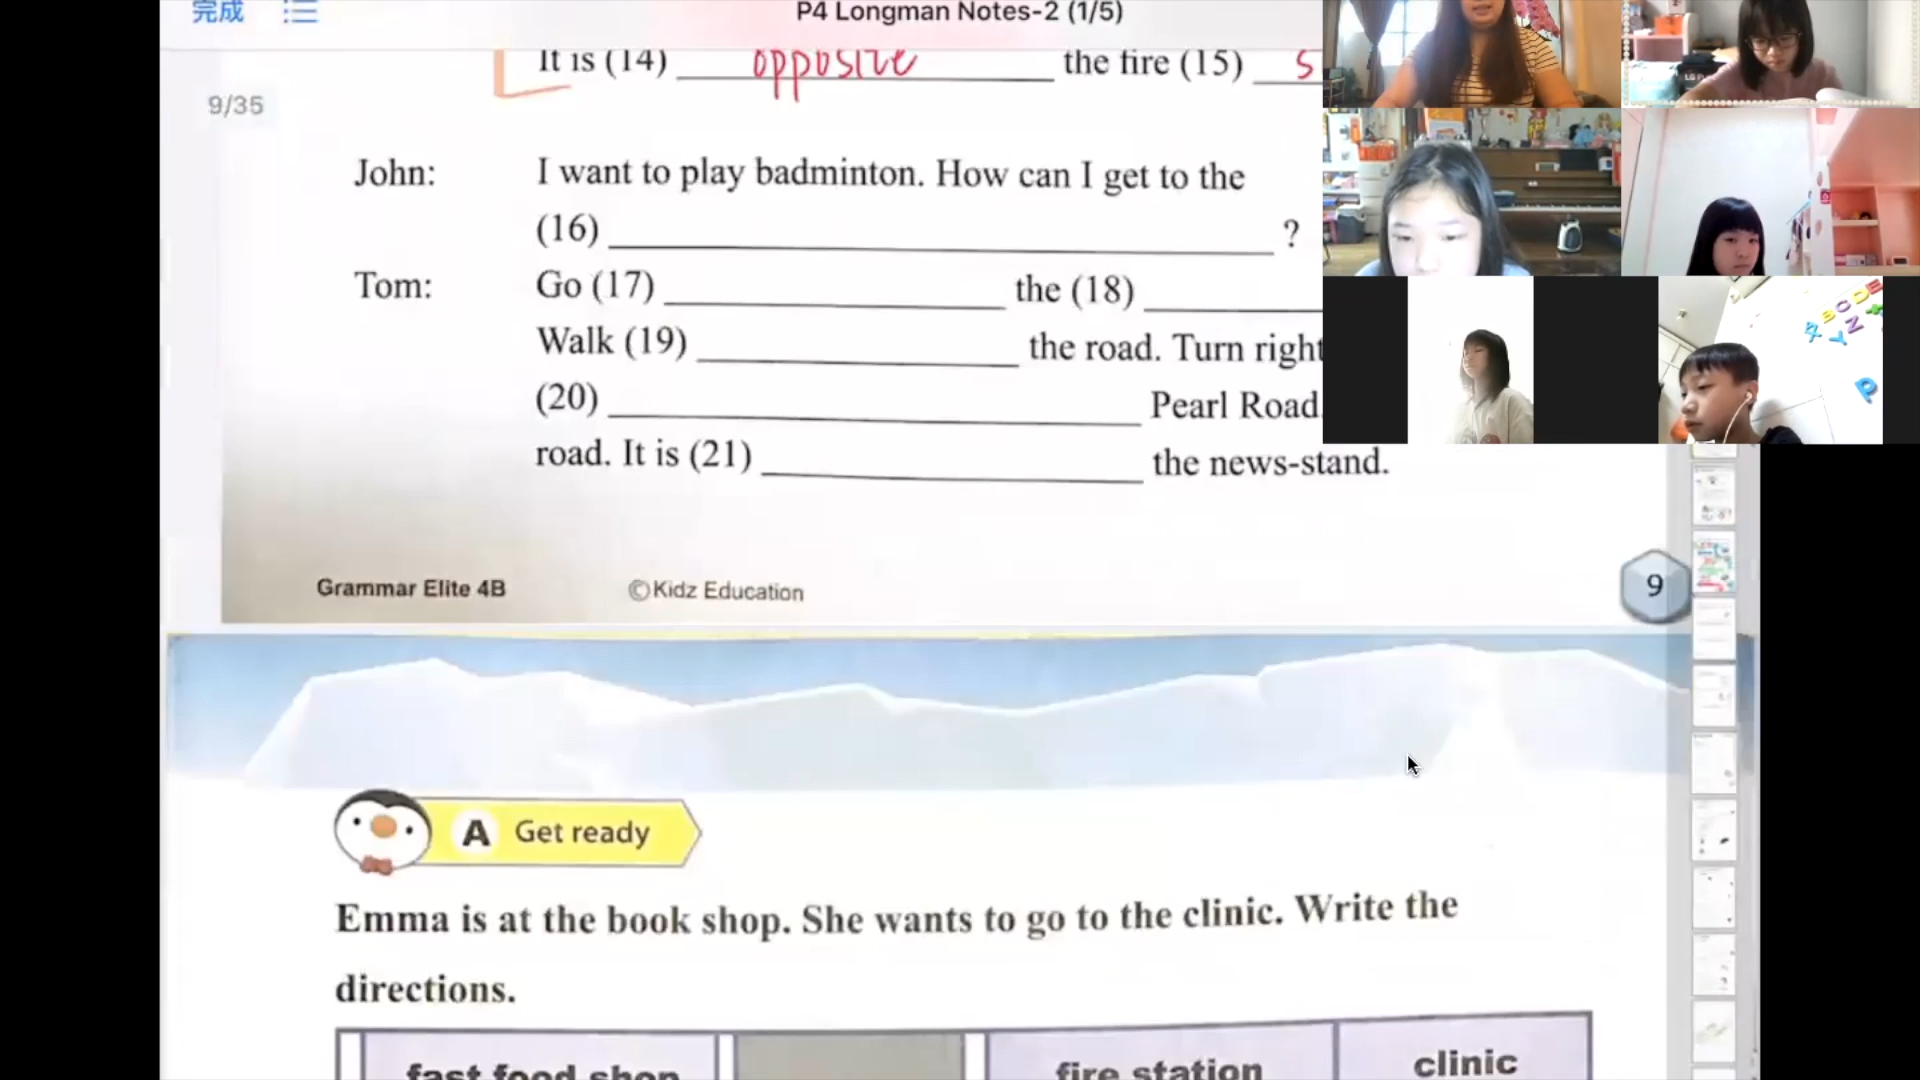 完成
P4 Longman Notes-2 (1/5)
It is (14) opposite the fire (15) s
9/35
John: I want to play badminton. How can I get to the
(16) ?
Tom: Go (17) the (18)
Walk (19) the road. Turn right
(20) Pearl Road
road. It is (21) the news-stand.
Grammar Elite 4B ©Kidz Education 9
A Get ready
Emma is at the book shop. She wants to go to the clinic. Write the
directions.
fast food shop fire station clinic